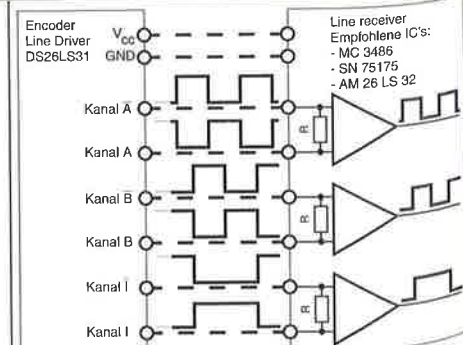 Encoder
Line Driver
DS26LS31
VCC
GND
Kanal A̅
Kanal A
Kanal B̅
Kanal B
Kanal I̅
Kanal I
Line receiver
Empfohlene IC's:
- MC 3486
- SN 75175
- AM 26 LS 32
R
R
R